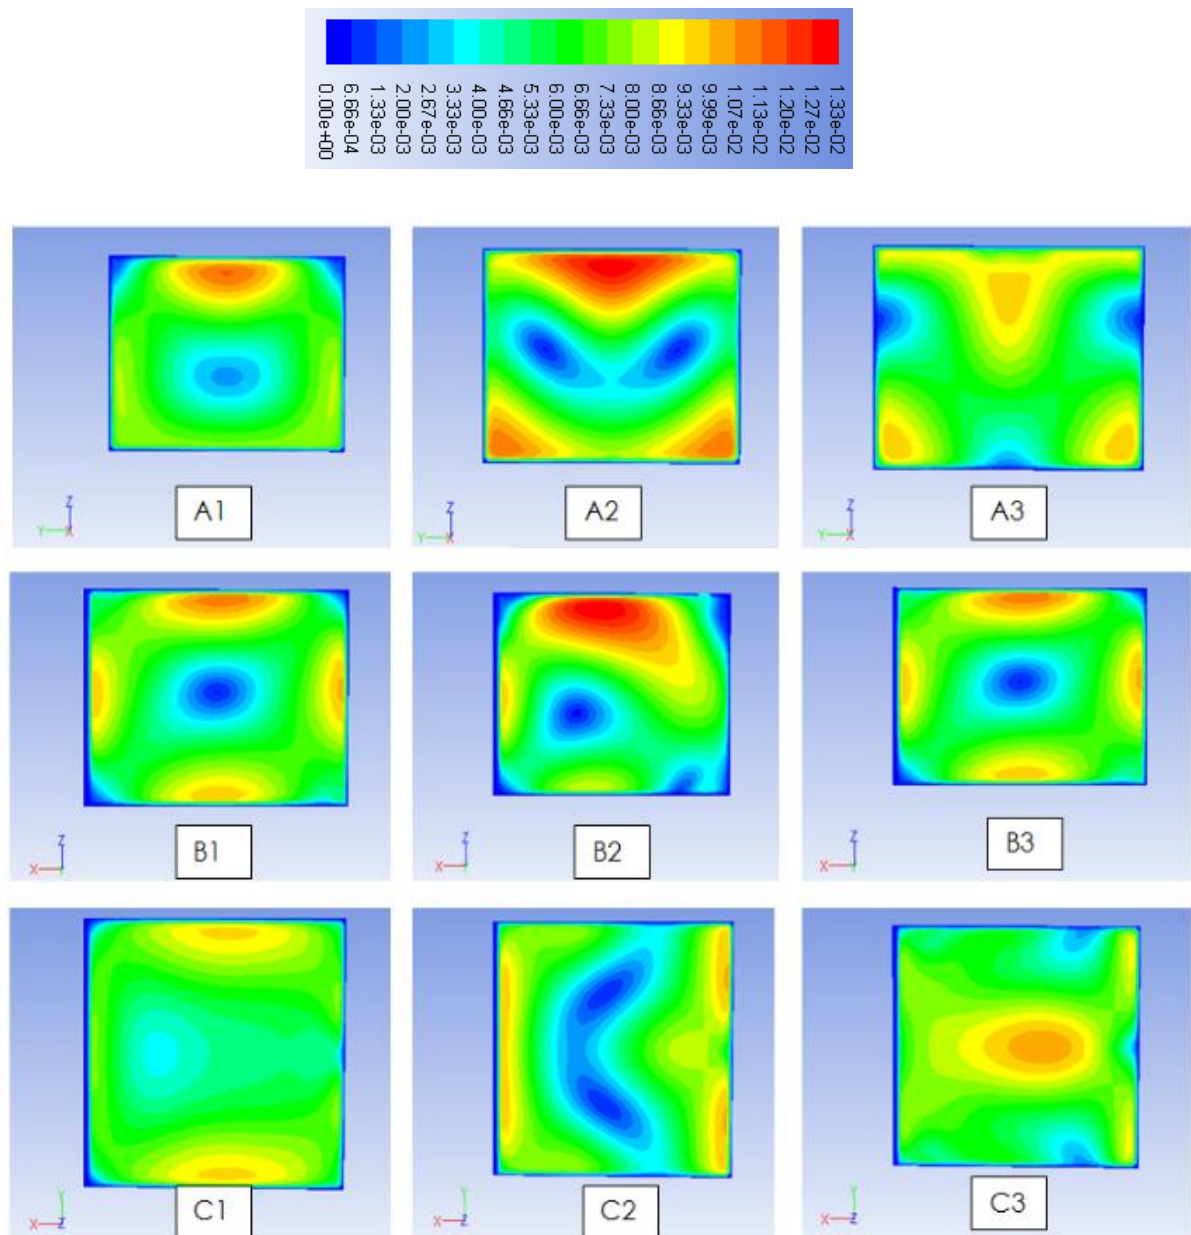 0.00e+00
6.66e-04
1.33e-03
2.00e-03
2.67e-03
3.33e-03
4.00e-03
4.66e-03
5.33e-03
6.00e-03
6.66e-03
7.33e-03
8.00e-03
8.66e-03
9.33e-03
9.99e-03
1.07e-02
1.13e-02
1.20e-02
1.27e-02
1.33e-02
Z
Y X
A1
Z
Y X
A2
Z
Y X
A3
Z
X Y
B1
Z
X Y
B2
Z
X Y
B3
Y
X Z
C1
Y
X Z
C2
Y
X Z
C3